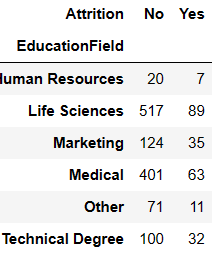 Attrition No Yes
EducationField
Human Resources 20 7
Life Sciences 517 89
Marketing 124 35
Medical 401 63
Other 71 11
Technical Degree 100 32